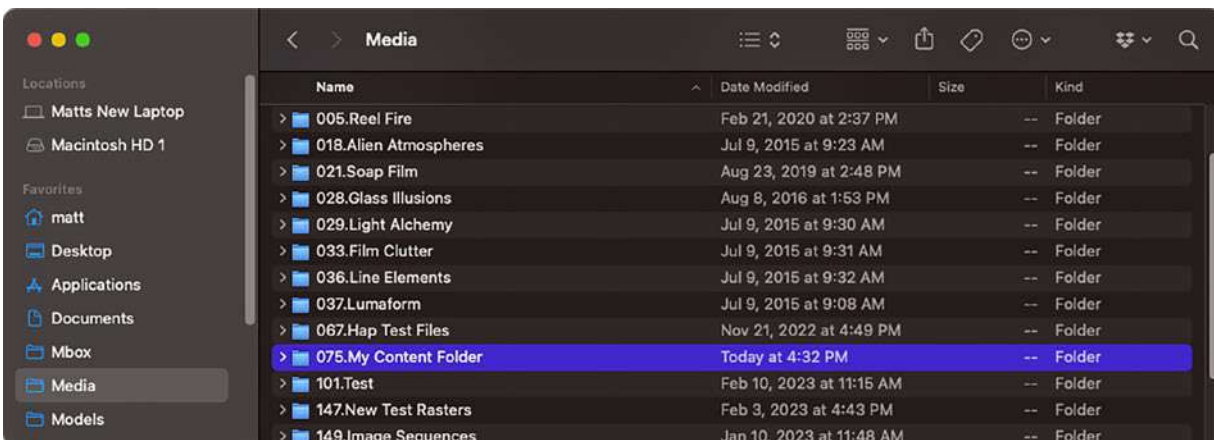 Media
Locations
Matts New Laptop
Macintosh HD 1
Favorites
matt
Desktop
Applications
Documents
Mbox
Media
Models
Name Date Modified Size Kind
005.Reel Fire Feb 21, 2020 at 2:37 PM -- Folder
018.Alien Atmospheres Jul 9, 2015 at 9:23 AM -- Folder
021.Soap Film Aug 23, 2019 at 2:48 PM -- Folder
028.Glass Illusions Aug 8, 2016 at 1:53 PM -- Folder
029.Light Alchemy Jul 9, 2015 at 9:30 AM -- Folder
033.Film Clutter Jul 9, 2015 at 9:31 AM -- Folder
036.Line Elements Jul 9, 2015 at 9:32 AM -- Folder
037.Lumaform Jul 9, 2015 at 9:08 AM -- Folder
067.Hap Test Files Nov 21, 2022 at 4:49 PM -- Folder
075.My Content Folder Today at 4:32 PM -- Folder
101.Test Feb 10, 2023 at 11:15 AM -- Folder
147.New Test Rasters Feb 3, 2023 at 4:43 PM -- Folder
149.Image Sequences Jan 10, 2023 at 11:48 AM -- Folder